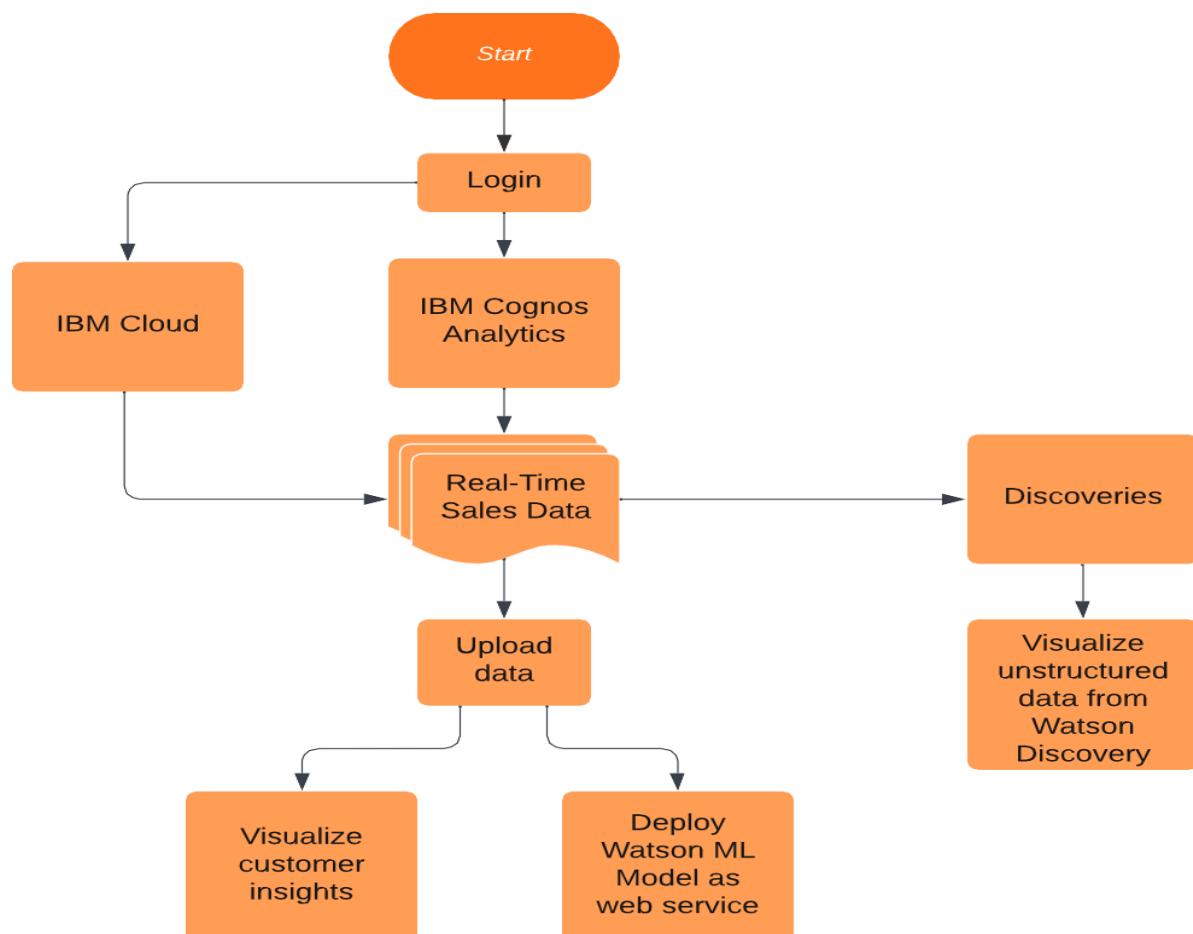 Start
Login
IBM Cloud
IBM Cognos
Analytics
Real-Time
Sales Data
Discoveries
Upload
data
Visualize
unstructured
data from
Watson
Discovery
Visualize
customer
insights
Deploy
Watson ML
Model as
web service